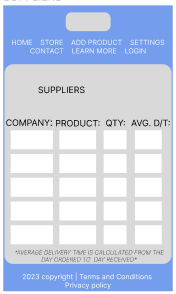 HOME STORE ADD PRODUCT SETTINGS
CONTACT LEARN MORE LOGIN
SUPPLIERS
COMPANY: PRODUCT: QTY: AVG. D/T:
*AVERAGE DELIVERY TIME IS CALCULATED FROM THE
DAY ORDERED TO DAY RECEIVED*
2023 copyright | Terms and Conditions
Privacy policy